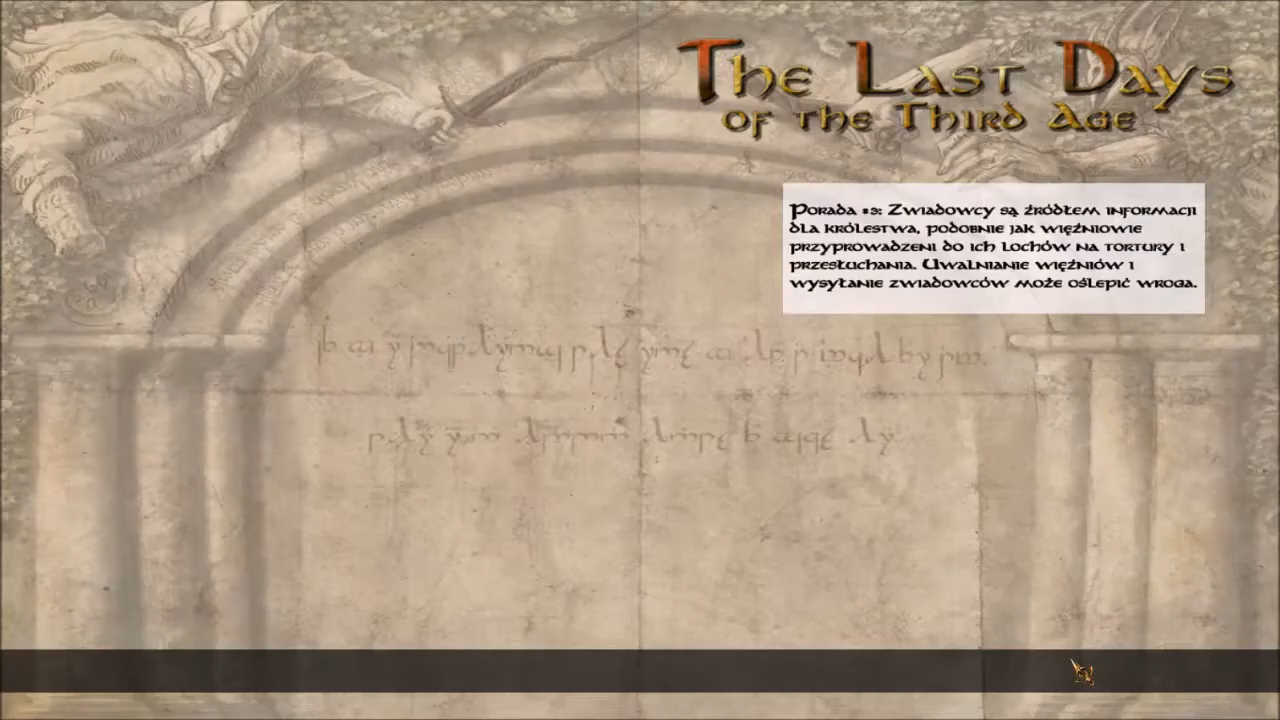 The Last Days
of the Third Age
Porada #3: Zwiadowcy są źródłem informacji
dla królestwa, podobnie jak więźniowie
przyprowadzeni do ich lochów na tortury i
przesłuchania. Uwalnianie więźniów i
wysyłanie zwiadowców może oślepić wroga.